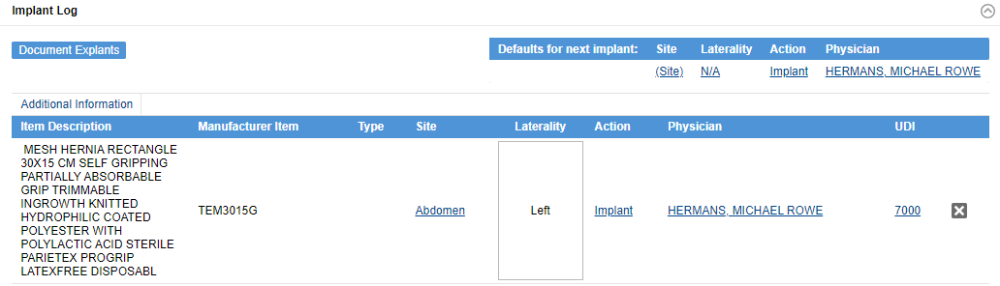 Implant Log
Document Explants
Defaults for next implant: Site Laterality Action Physician
(Site) N/A Implant HERMANS, MICHAEL ROWE
Additional Information
Item Description Manufacturer Item Type Site Laterality Action Physician UDI
MESH HERNIA RECTANGLE
30X15 CM SELF GRIPPING
PARTIALLY ABSORBABLE
GRIP TRIMMABLE
INGROWTH KNITTED
HYDROPHILIC COATED
POLYESTER WITH
POLYLACTIC ACID STERILE
PARIETEX PROGRIP
LATEXFREE DISPOSABL
TEM3015G Abdomen Left Implant HERMANS, MICHAEL ROWE 7000